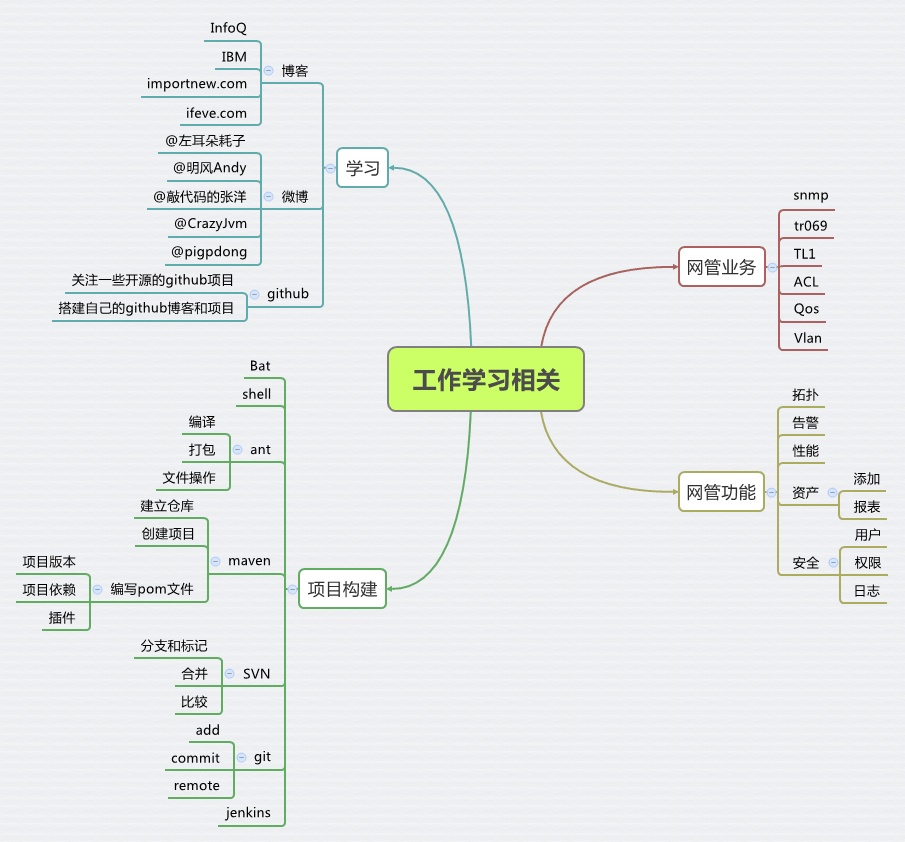 工作学习相关
学习
博客
InfoQ
IBM
importnew.com
ifeve.com
微博
@左耳朵耗子
@明风Andy
@敲代码的张洋
@CrazyJvm
@pigpdong
github
关注一些开源的github项目
搭建自己的github博客和项目
网管业务
snmp
tr069
TL1
ACL
Qos
Vlan
网管功能
拓扑
告警
性能
资产
添加
报表
安全
用户
权限
日志
项目构建
Bat
shell
ant
编译
打包
文件操作
maven
建立仓库
创建项目
编写pom文件
项目版本
项目依赖
插件
SVN
分支和标记
合并
比较
git
add
commit
remote
jenkins